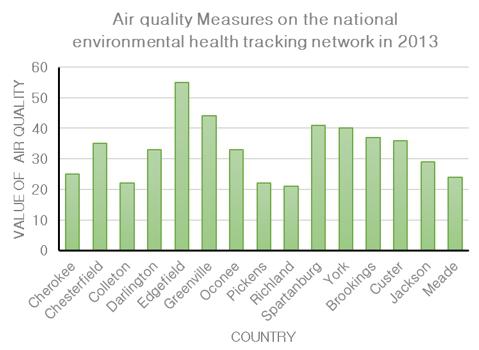 Air quality Measures on the national
environmental health tracking network in 2013
VALUE OF AIR QUALITY
60
50
40
30
20
10
0
Cherokee
Chesterfield
Colleton
Darlington
Edgefield
Greenville
Oconee
Pickens
Richland
Spartanburg
York
Brookings
Custer
Jackson
Meade
COUNTRY